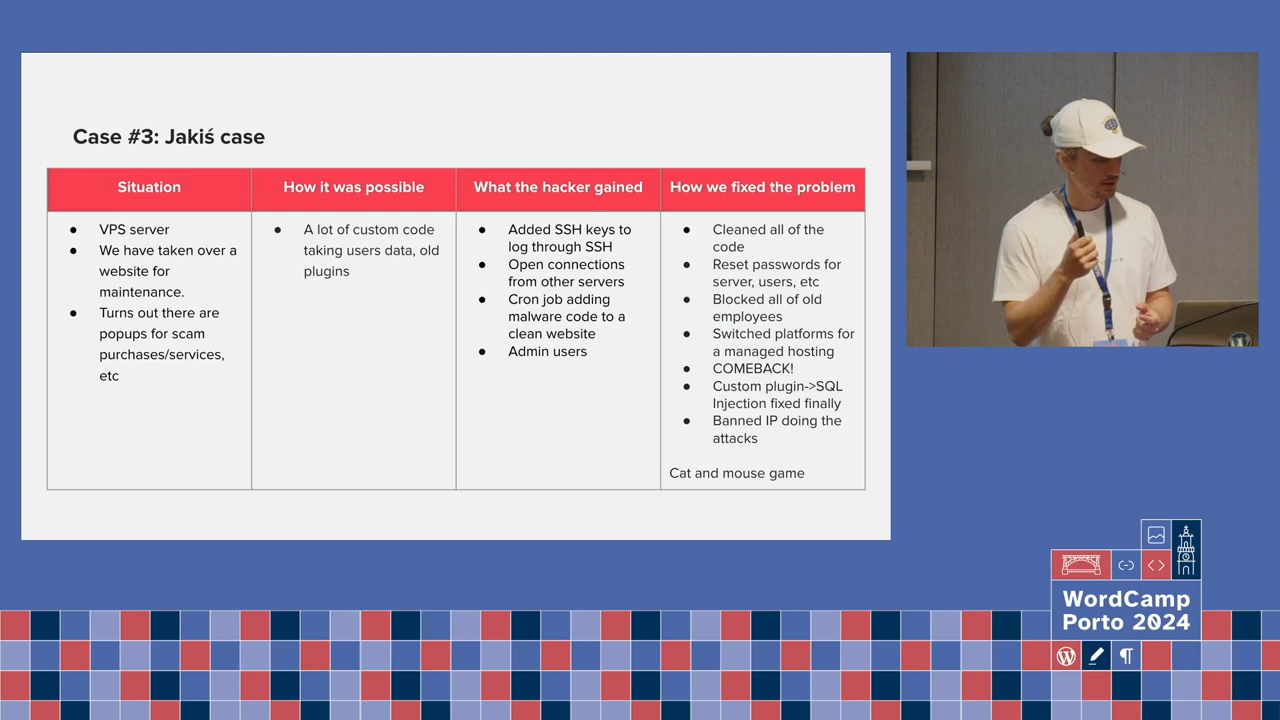 Case #3: Jakiś case
Situation
How it was possible
What the hacker gained
How we fixed the problem
● VPS server
● We have taken over a
website for
maintenance.
● Turns out there are
popups for scam
purchases/services,
etc
● A lot of custom code
taking users data, old
plugins
● Added SSH keys to
log through SSH
● Open connections
from other servers
● Cron job adding
malware code to a
clean website
● Admin users
● Cleaned all of the
code
● Reset passwords for
server, users, etc
● Blocked all of old
employees
● Switched platforms for
a managed hosting
● COMEBACK!
● Custom plugin->SQL
Injection fixed finally
● Banned IP doing the
attacks
Cat and mouse game
WordCamp
Porto 2024